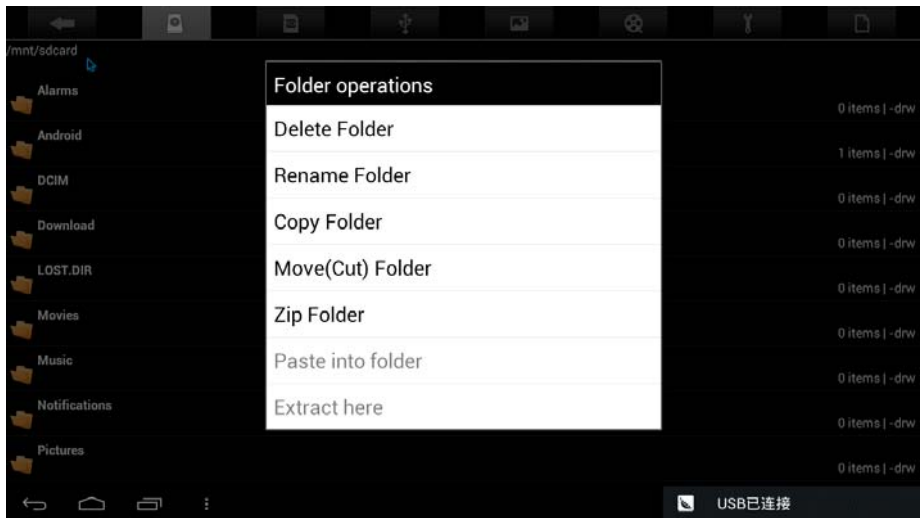 /mnt/sdcard
Alarms
0 items | -drw
Android
1 items | -drw
DCIM
0 items | -drw
Download
0 items | -drw
LOST.DIR
0 items | -drw
Movies
0 items | -drw
Music
0 items | -drw
Notifications
0 items | -drw
Pictures
0 items | -drw
Folder operations
Delete Folder
Rename Folder
Copy Folder
Move(Cut) Folder
Zip Folder
Paste into folder
Extract here
USB已连接